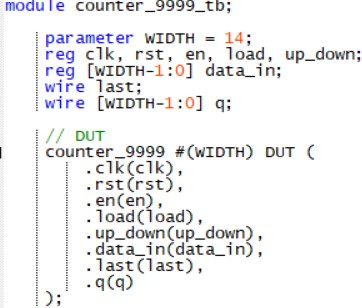 module counter_9999_tb;
parameter WIDTH = 14;
reg clk, rst, en, load, up_down;
reg [WIDTH-1:0] data_in;
wire last;
wire [WIDTH-1:0] q;
// DUT
counter_9999 #(WIDTH) DUT (
.clk(clk),
.rst(rst),
.en(en),
.load(load),
.up_down(up_down),
.data_in(data_in),
.last(last),
.q(q)
);